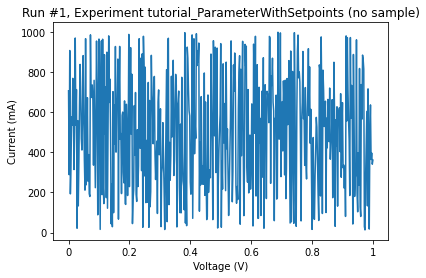 Run #1, Experiment tutorial_ParameterWithSetpoints (no sample)
1000
800
600
400
200
0
Current (mA)
0 0.2 0.4 0.6 0.8 1
Voltage (V)